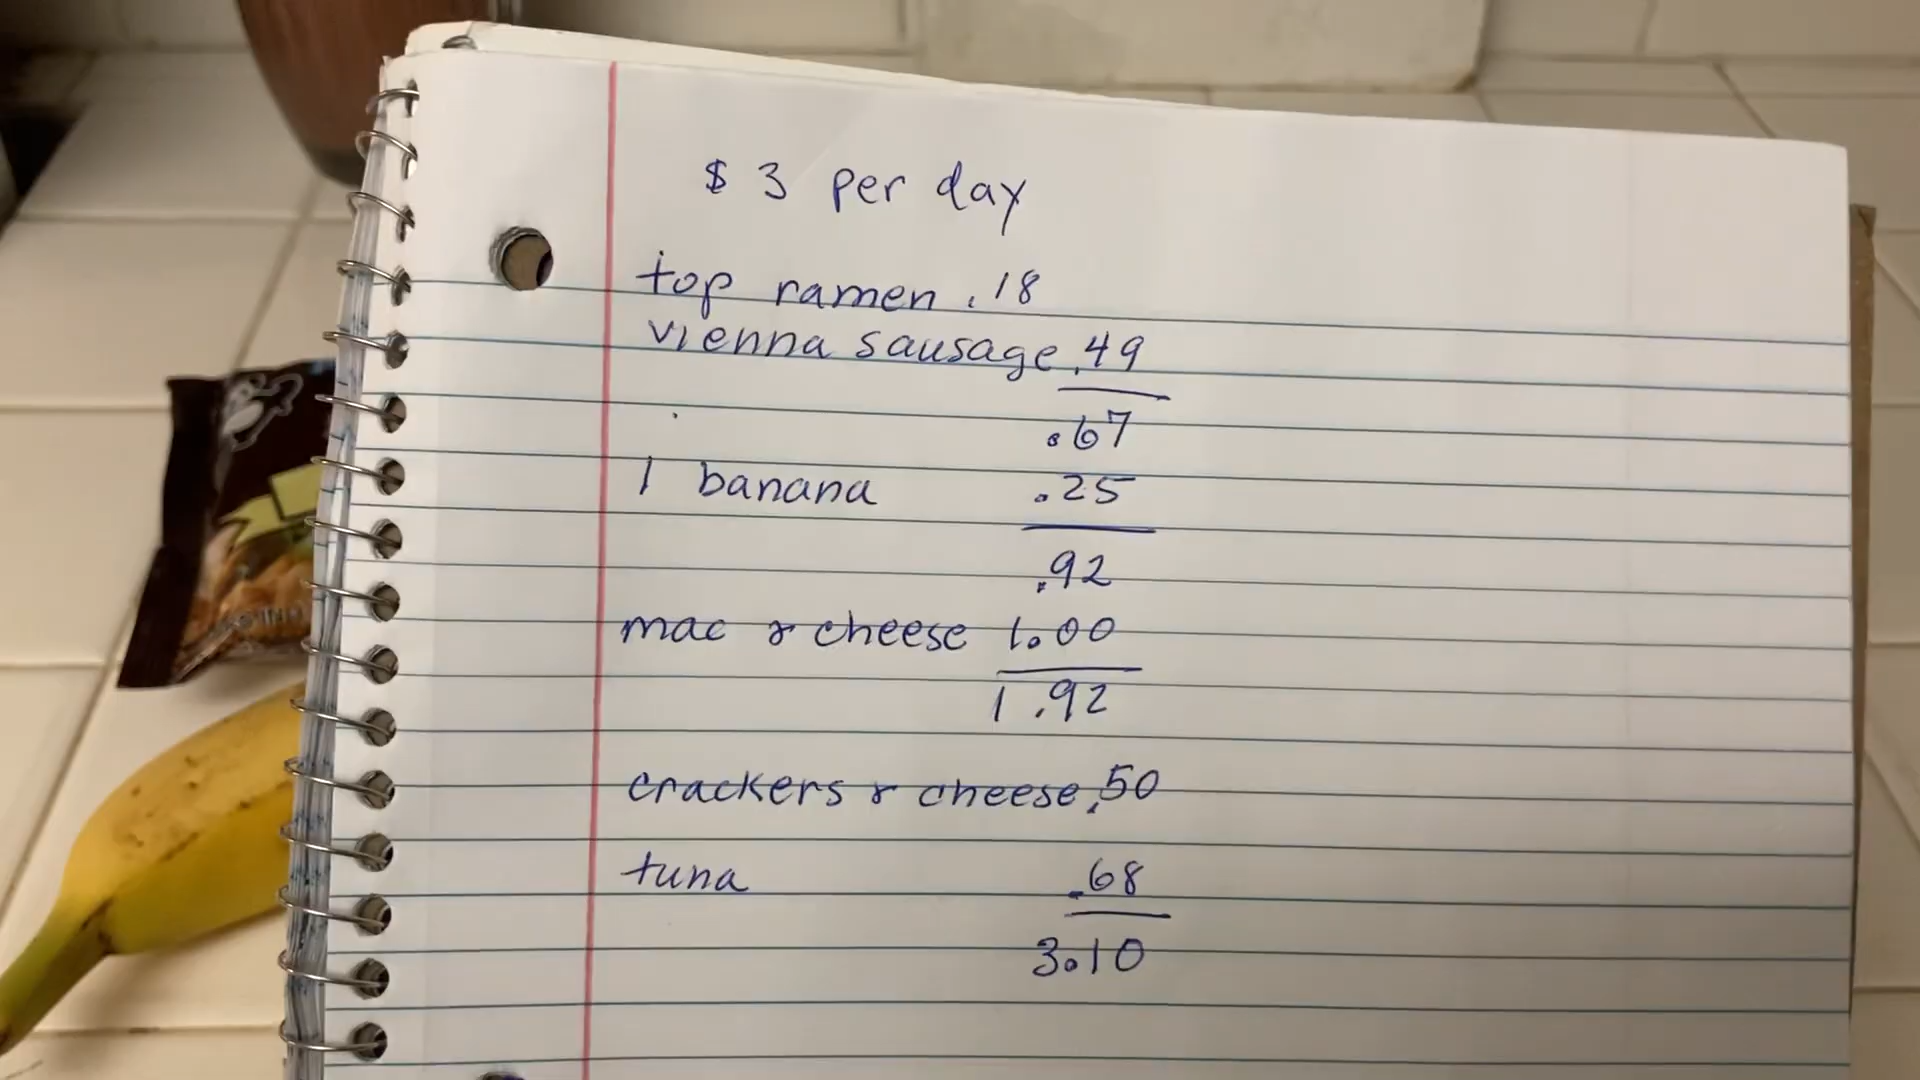 $ 3 per day
top ramen .18
vienna sausage .49
.67
1 banana .25
.92
mac & cheese 1.00
1.92
crackers & cheese .50
tuna .68
3.10